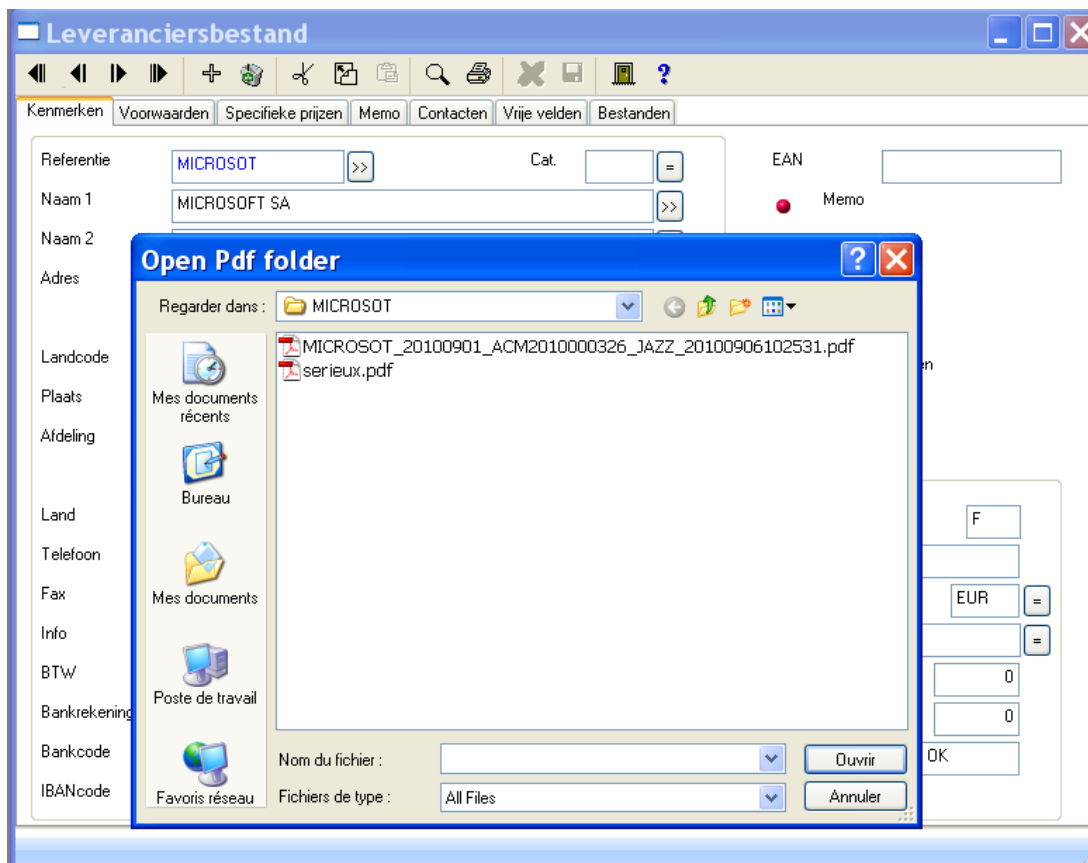 Leveranciersbestand
Kenmerken Voorwaarden Specifieke prijzen Memo Contacten Vrije velden Bestanden
Referentie MICROSOT >> Cat. = EAN
Naam 1 MICROSOFT SA >> Memo
Naam 2
Open Pdf folder
Adres
Regarder dans : MICROSOT
MICROSOT_20100901_ACM2010000326_JAZZ_20100906102531.pdf
Landcode en
serieux.pdf
Plaats Mes documents
récents
Afdeling
Bureau
Land F
Telefoon
Fax Mes documents EUR =
Info =
BTW 0
Poste de travail
Bankrekening 0
Bankcode Nom du fichier : Ouvrir OK
IBANcode Favoris réseau Fichiers de type : All Files Annuler